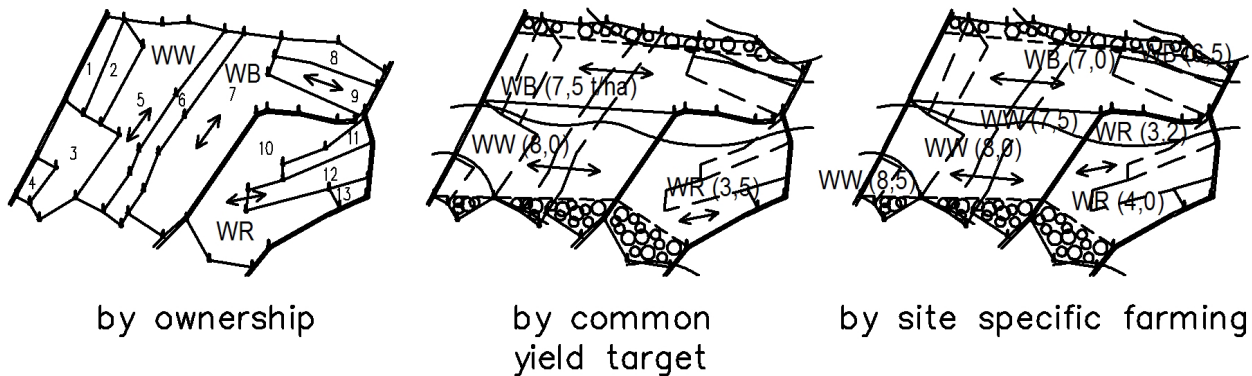 1
2
WW
8
WB
9
5
6
7
3
10
11
12
13
4
WR
by ownership
WB (7,5 t/ha)
WW (8,0)
WR (3,5)
by common
yield target
WB (7,0)
WB (6,5)
WW (7,5)
WR (3,2)
WW (8,0)
WW (8,5)
WR (4,0)
by site specific farming